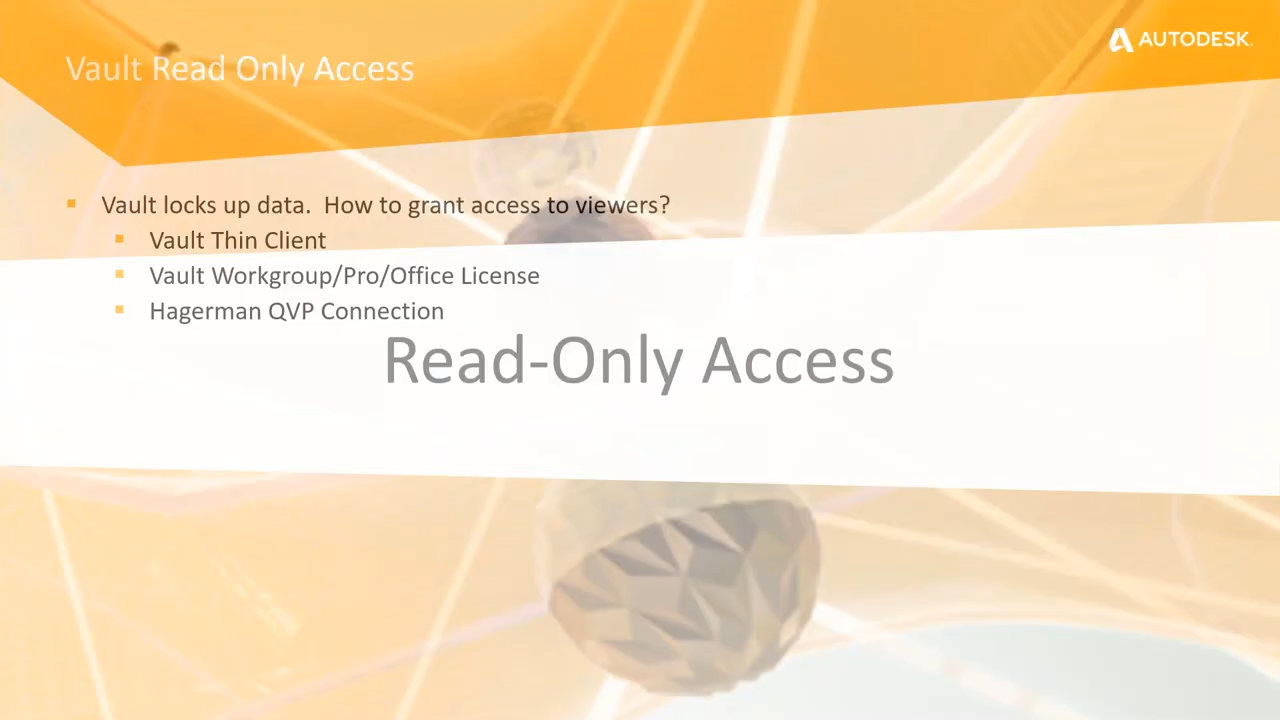 AUTODESK.
Vault Read Only Access
Vault locks up data.  How to grant access to viewers?
Vault Thin Client
Vault Workgroup/Pro/Office License
Hagerman QVP Connection
Read-Only Access